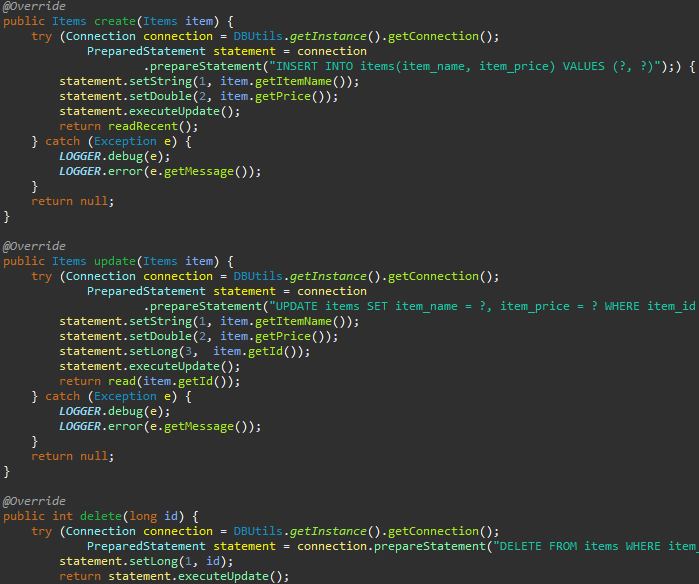 @Override
public Items create(Items item) {
    try (Connection connection = DBUtils.getInstance().getConnection();
            PreparedStatement statement = connection
                    .prepareStatement("INSERT INTO items(item_name, item_price) VALUES (?, ?)");) {
        statement.setString(1, item.getItemName());
        statement.setDouble(2, item.getPrice());
        statement.executeUpdate();
        return readRecent();
    } catch (Exception e) {
        LOGGER.debug(e);
        LOGGER.error(e.getMessage());
    }
    return null;
}
@Override
public Items update(Items item) {
    try (Connection connection = DBUtils.getInstance().getConnection();
            PreparedStatement statement = connection
                    .prepareStatement("UPDATE items SET item_name = ?, item_price = ? WHERE item_id
        statement.setString(1, item.getItemName());
        statement.setDouble(2, item.getPrice());
        statement.setLong(3,  item.getId());
        statement.executeUpdate();
        return read(item.getId());
    } catch (Exception e) {
        LOGGER.debug(e);
        LOGGER.error(e.getMessage());
    }
    return null;
}
@Override
public int delete(long id) {
    try (Connection connection = DBUtils.getInstance().getConnection();
            PreparedStatement statement = connection.prepareStatement("DELETE FROM items WHERE item_
        statement.setLong(1, id);
        return statement.executeUpdate();